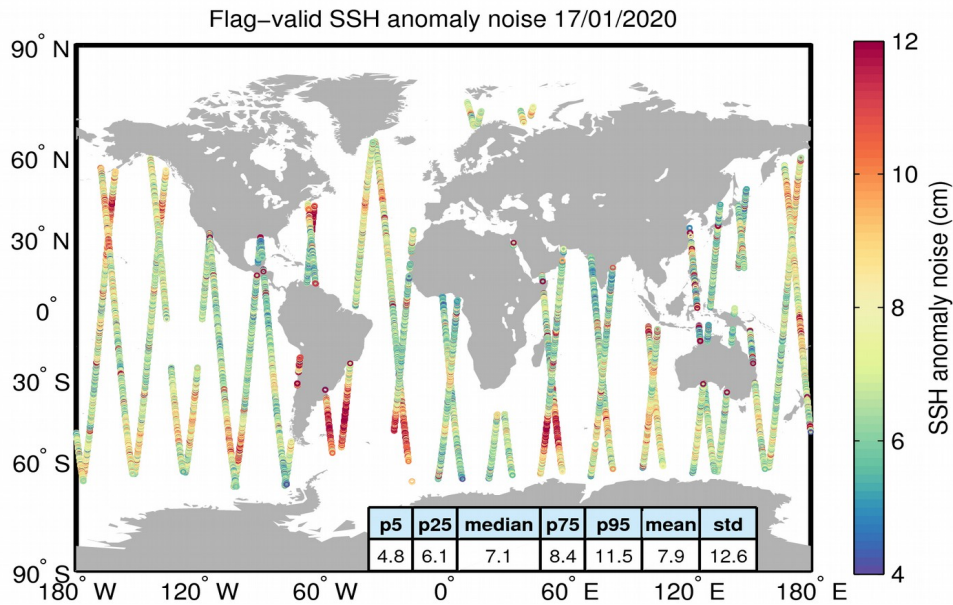 Flag−valid SSH anomaly noise 17/01/2020
90° N
60° N
30° N
0°
30° S
60° S
90° S
180° W
120° W
60° W
0°
60° E
120° E
180° E
p5 p25 median p75 p95 mean std
4.8 6.1 7.1 8.4 11.5 7.9 12.6
12
10
8
6
4
SSH anomaly noise (cm)